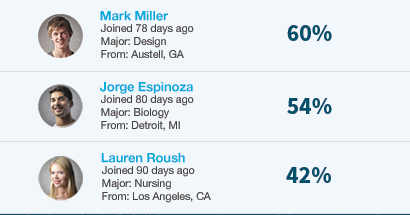 Mark Miller
Joined 78 days ago
Major: Design
From: Austell, GA
60%
Jorge Espinoza
Joined 80 days ago
Major: Biology
From: Detroit, MI
54%
Lauren Roush
Joined 90 days ago
Major: Nursing
From: Los Angeles, CA
42%